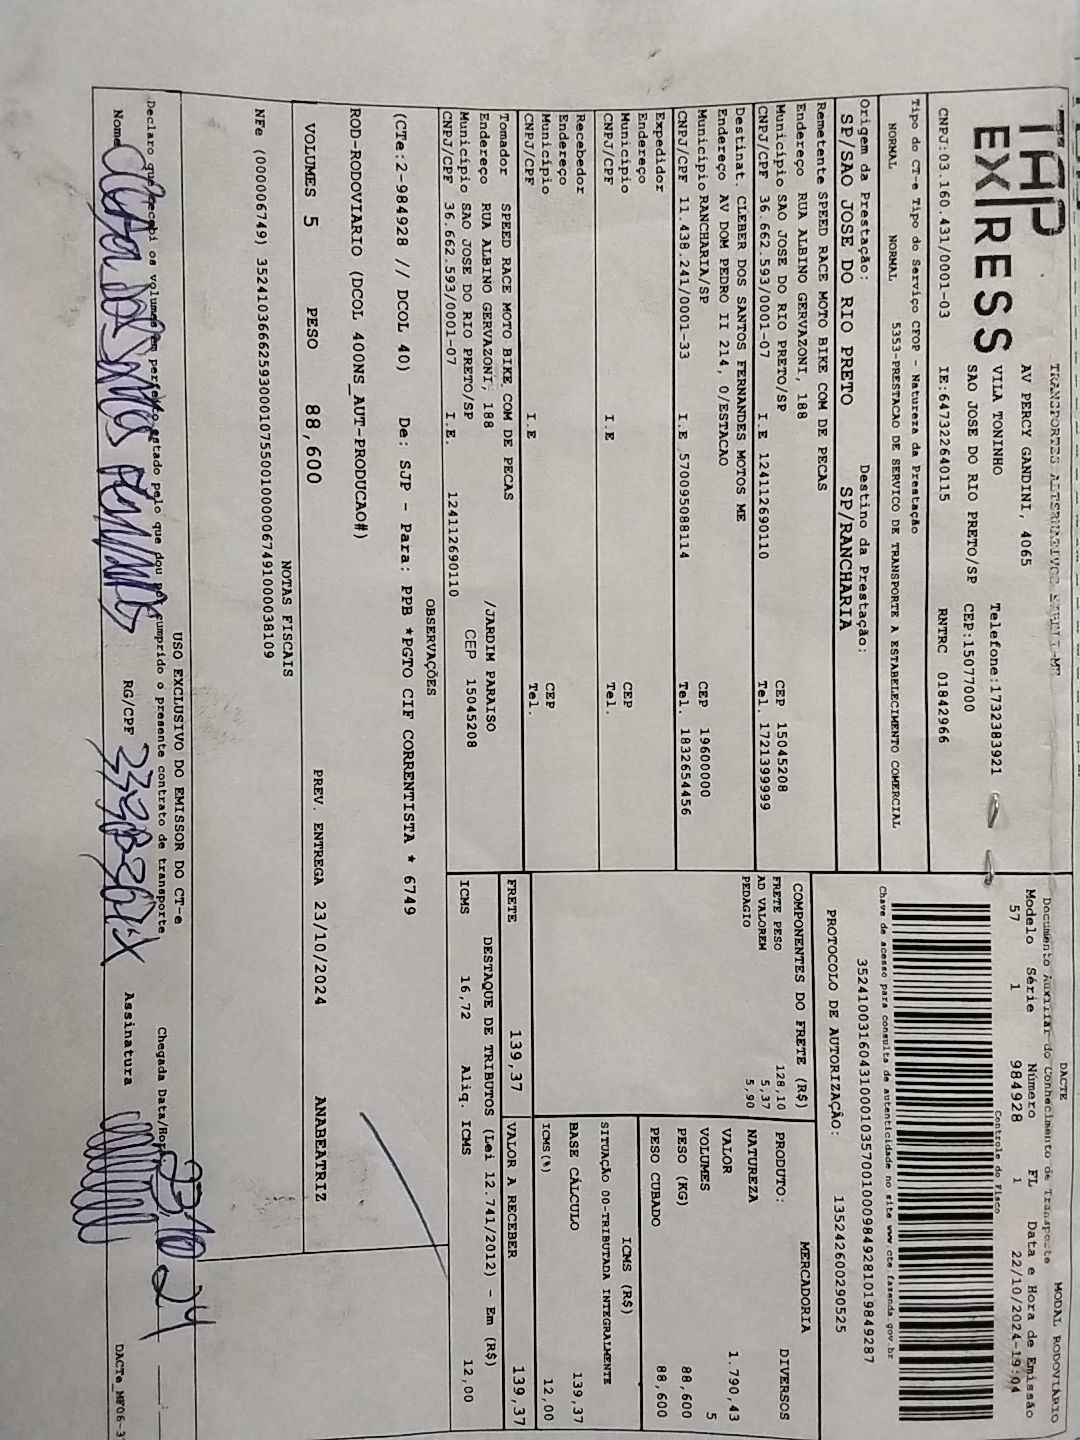 TAP
EXPRESS
TRANSPORTES ALTERNATIVOS
AV PERCY GANDINI, 4065
VILA TONINHO
Telefone:1732383921
SAO JOSE DO RIO PRETO/SP
CEP:15077000
CNPJ:03.160.431/0001-03
IE:647322640115
RNTRC 01842966
DACTE
MODAL RODOVIÁRIO
Documento Auxiliar do Conhecimento de Transporte
Modelo Série Número FL Data e Hora de Emissão
57 1 984928 1 22/10/2024-19:04
Controle do Fisco
Chave de acesso para consulta de autenticidade no site www.cte.fazenda.gov.br
35241003160431000103570010009849281019849287
PROTOCOLO DE AUTORIZAÇÃO: 135242600290525
Tipo do CT-e Tipo do Serviço CFOP - Natureza da Prestação
NORMAL NORMAL 5353-PRESTACAO DE SERVICO DE TRANSPORTE A ESTABELECIMENTO COMERCIAL
Origem da Prestação: Destino da Prestação:
SP/SAO JOSE DO RIO PRETO SP/RANCHARIA
Remetente SPEED RACE MOTO BIKE COM DE PECAS
Endereço RUA ALBINO GERVAZONI, 188
Município SAO JOSE DO RIO PRETO/SP CEP 15045208
CNPJ/CPF 36.662.593/0001-07 I.E 124112690110 Tel. 1721399999
Destinat. CLEBER DOS SANTOS FERNANDES MOTOS ME
Endereço AV DOM PEDRO II 214, 0/ESTACAO
Município RANCHARIA/SP CEP 19600000
CNPJ/CPF 11.438.241/0001-33 I.E 570095088114 Tel. 1832654456
Expedidor
Endereço
Município CEP
CNPJ/CPF I.E Tel.
Recebedor
Endereço
Município CEP
CNPJ/CPF I.E Tel.
Tomador SPEED RACE MOTO BIKE COM DE PECAS
Endereço RUA ALBINO GERVAZONI, 188 /JARDIM PARAISO
Município SAO JOSE DO RIO PRETO/SP CEP 15045208
CNPJ/CPF 36.662.593/0001-07 I.E. 124112690110
COMPONENTES DO FRETE (R$)
FRETE PESO 128,10
AD VALOREM 5,37
PEDAGIO 5,90
MERCADORIA
PRODUTO: DIVERSOS
NATUREZA
VALOR 1.790,43
VOLUMES 5
PESO (KG) 88,600
PESO CUBADO 88,600
ICMS (R$)
SITUAÇÃO 00-TRIBUTADA INTEGRALMENTE
BASE CÁLCULO 139,37
ICMS(%) 12,00
FRETE 139,37 VALOR A RECEBER 139,37
DESTAQUE DE TRIBUTOS (Lei 12.741/2012) - Em (R$)
ICMS 16,72 Aliq. ICMS 12,00
OBSERVAÇÕES
(CTe:2-984928 // DCOL 40) De: SJP - Para: PPB *PGTO CIF CORRENTISTA * 6749
ROD-RODOVIARIO (DCOL 400NS_AUT-PRODUCAO#)
VOLUMES 5 PESO 88,600 PREV. ENTREGA 23/10/2024 ANABEATRIZ
NOTAS FISCAIS
NFe (000006749) 35241036662593000107550010000067491000038109
USO EXCLUSIVO DO EMISSOR DO CT-e
Declaro que recebi os volumes em perfeito estado pelo que dou por cumprido o presente contrato de transporte
Chegada Data/Hora: 23 10 24
Nome
RG/CPF
Assinatura